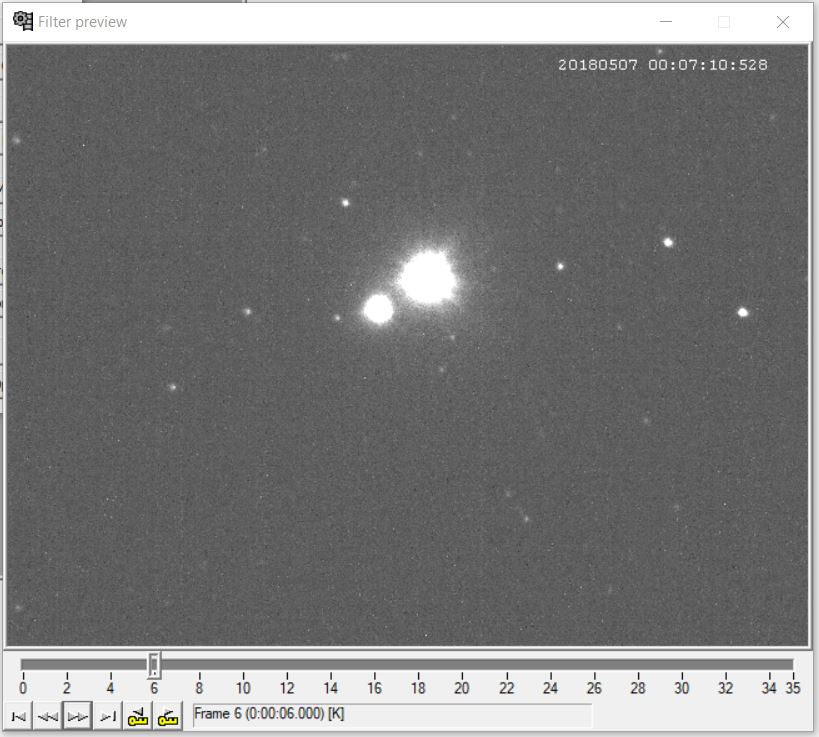 Filter preview
20180507 00:07:10:528
0 2 4 6 8 10 12 14 16 18 20 22 24 26 28 30 32 34 35
Frame 6 (0:00:06.000) [K]